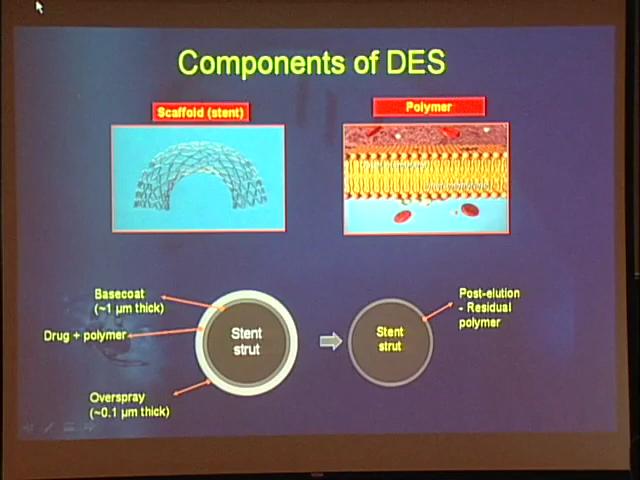 Components of DES
Scaffold (stent)
Polymer
Basecoat
(~1 µm thick)
Drug + polymer
Overspray
(~0.1 µm thick)
Stent
strut
Stent
strut
Post-elution
- Residual
polymer